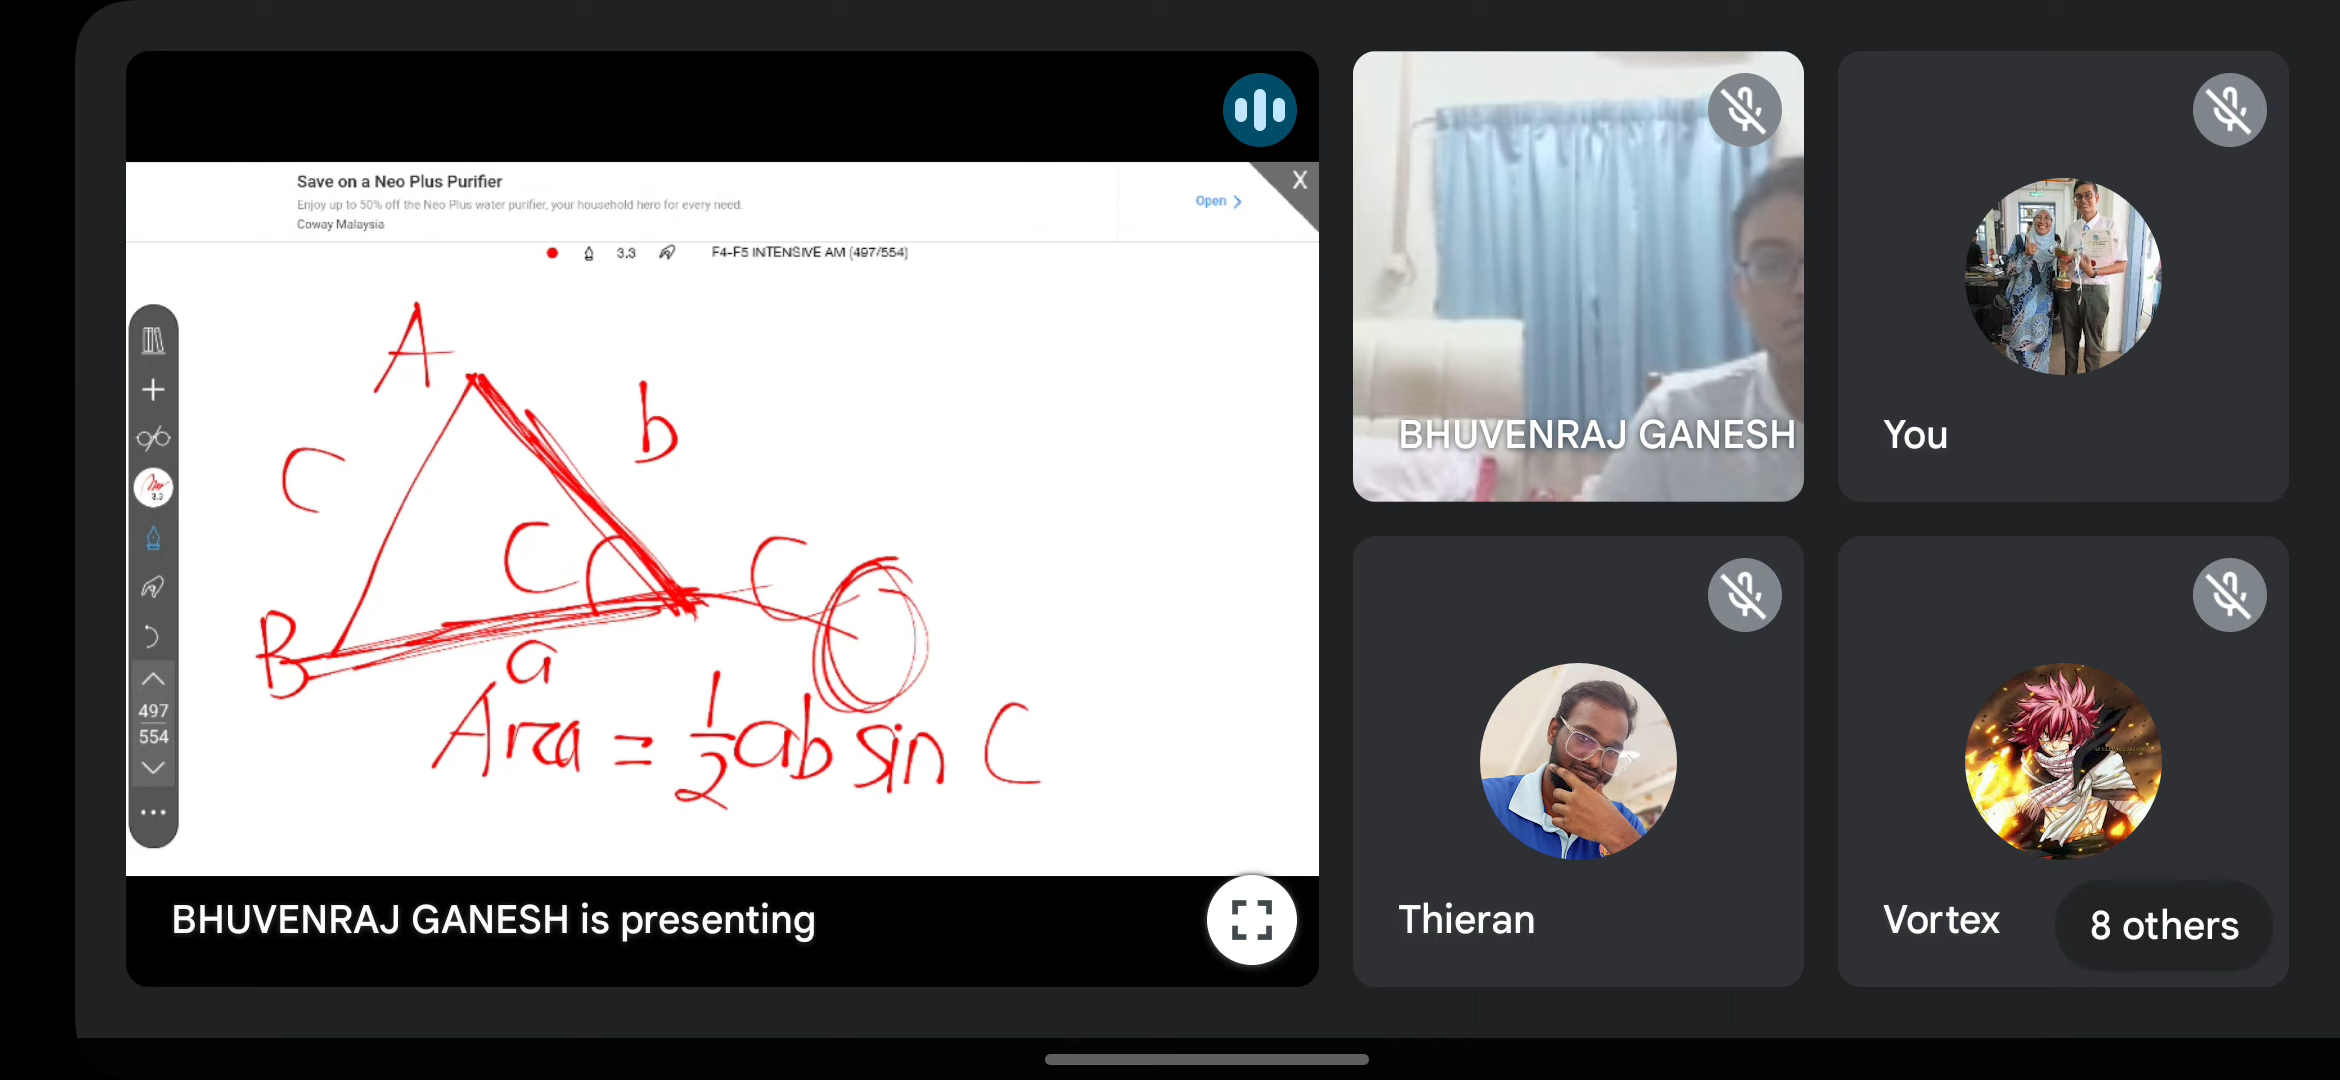 Save on a Neo Plus Purifier
Enjoy up to 50% off the Neo Plus water purifier, your household hero for every need.
Coway Malaysia
Open
X
3.3 F4-F5 INTENSIVE AM (497/554)
A
b
C
C
C
B
a
Area = 1/2 ab sin C
3.3
497
554
BHUVENRAJ GANESH is presenting
BHUVENRAJ GANESH
You
Thieran
Vortex
8 others